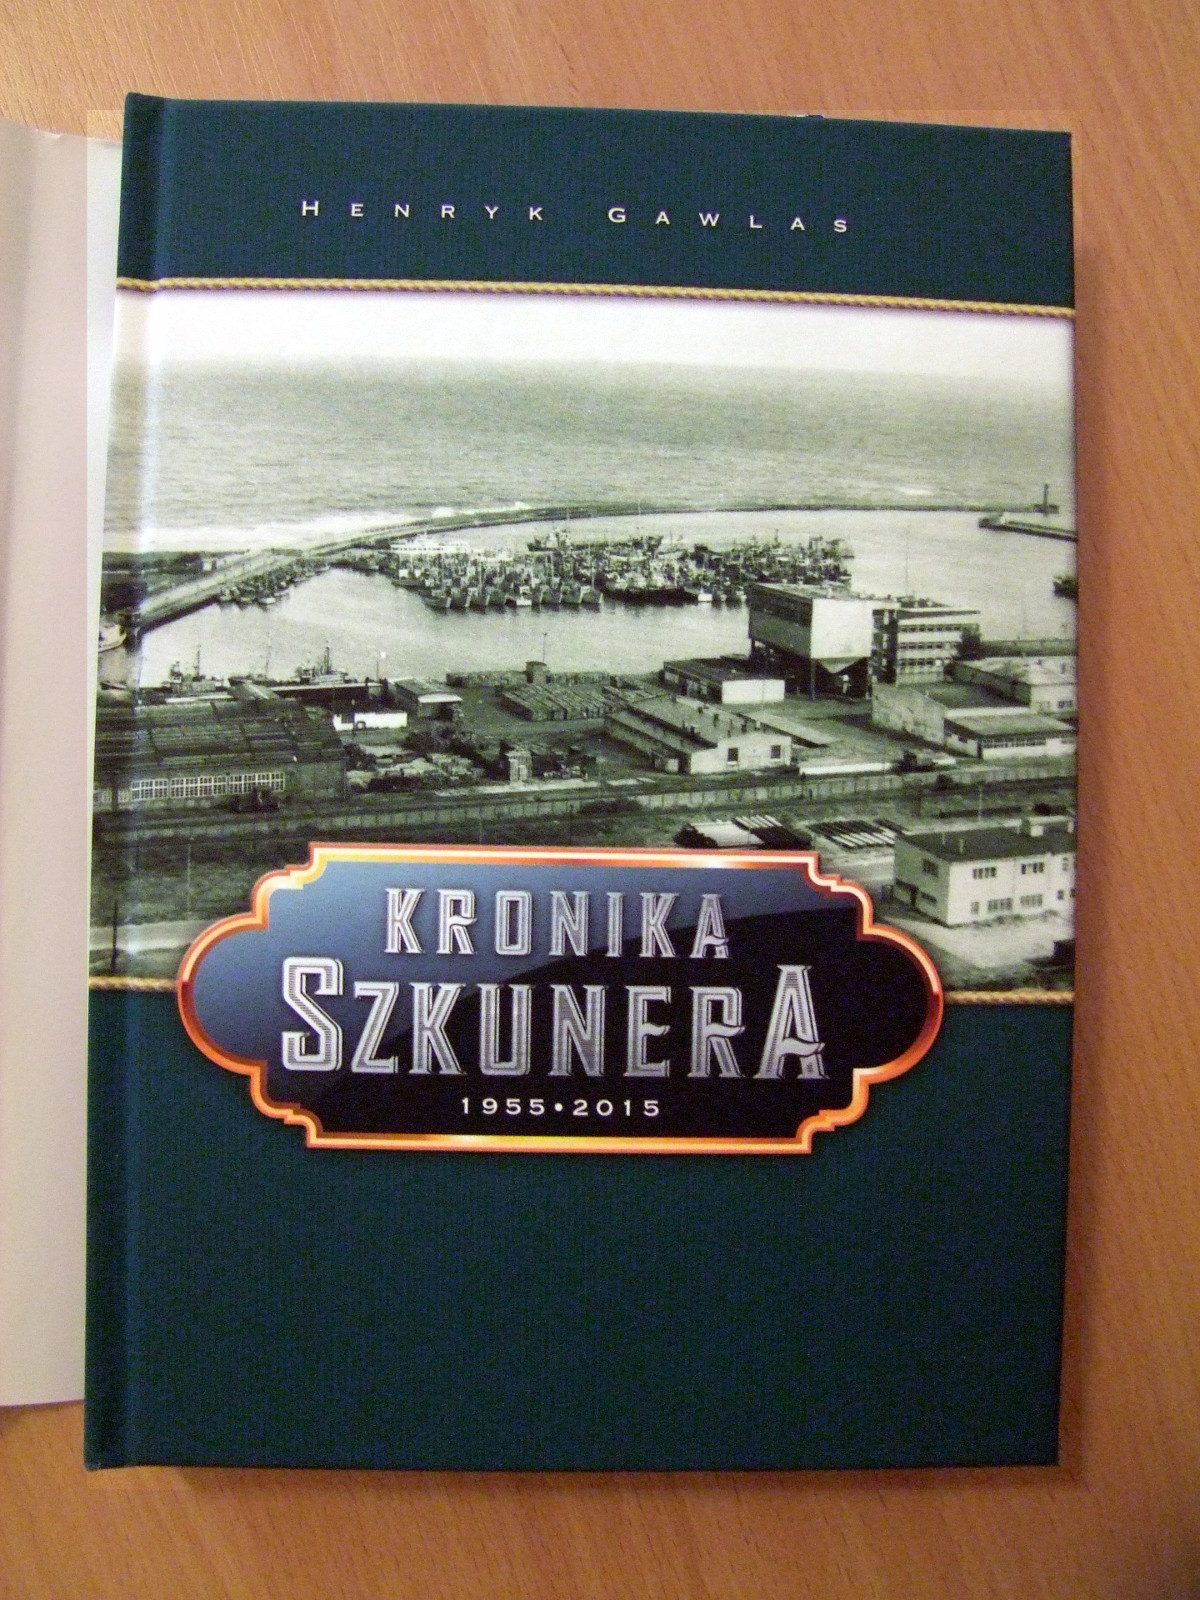 HENRYK GAWLAS
KRONIKA
SZKUNERA
1955•2015